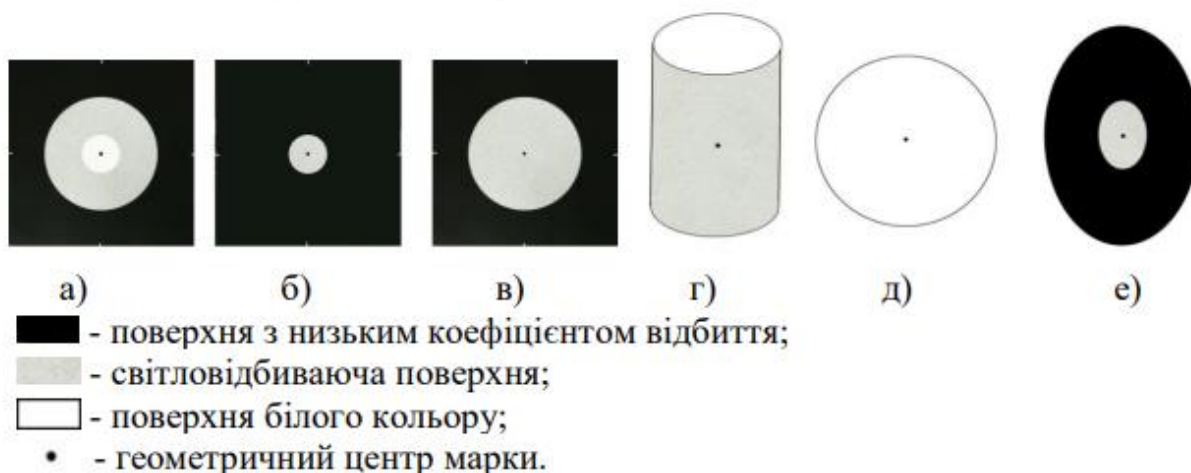 а) б) в) г) д) е)
- поверхня з низьким коефіцієнтом відбиття;
- світловідбиваюча поверхня;
- поверхня білого кольору;
- геометричний центр марки.